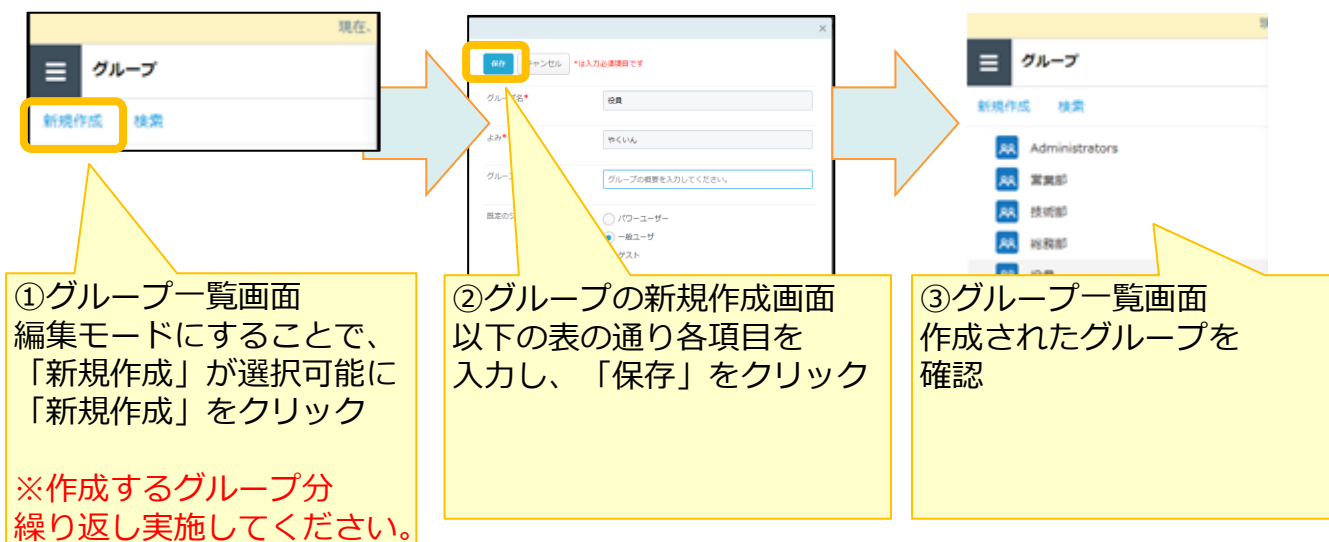 現在、
グループ
新規作成 検索
①グループ一覧画面
編集モードにすることで、
「新規作成」が選択可能に
「新規作成」をクリック
※作成するグループ分
繰り返し実施してください。
×
保存 キャンセル *は入力必須項目です
グループ名* 役員
よみ* やくいん
グループの概要を入力してください。
既定の
パワーユーザー
一般ユーザ
ゲスト
②グループの新規作成画面
以下の表の通り各項目を
入力し、「保存」をクリック
グループ
新規作成 検索
Administrators
営業部
技術部
総務部
役員
③グループ一覧画面
作成されたグループを
確認